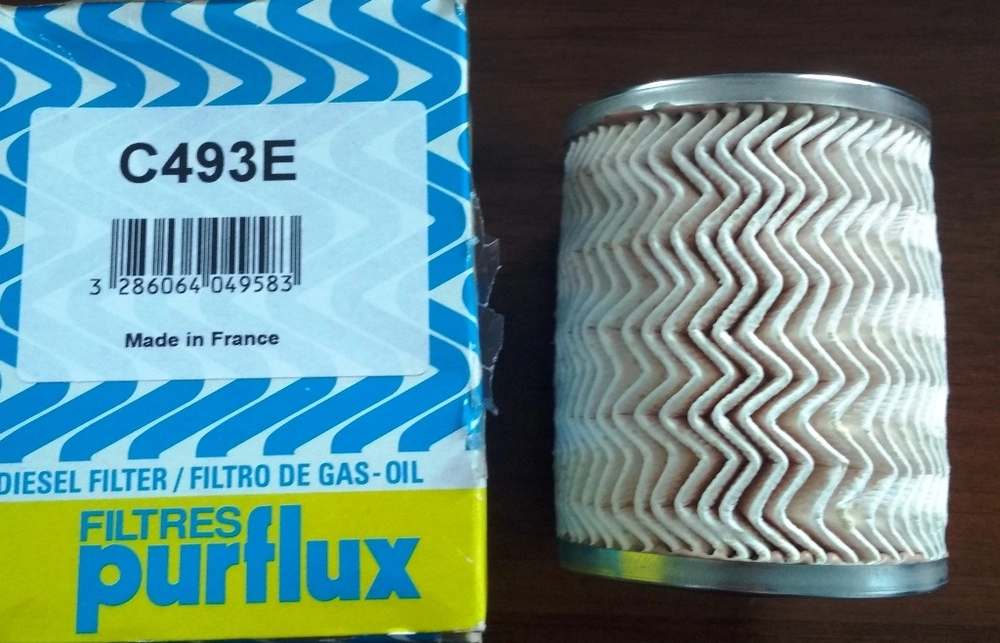 C493E
3 286064 049583
Made in France
DIESEL FILTER / FILTRO DE GAS-OIL
FILTRES
purflux